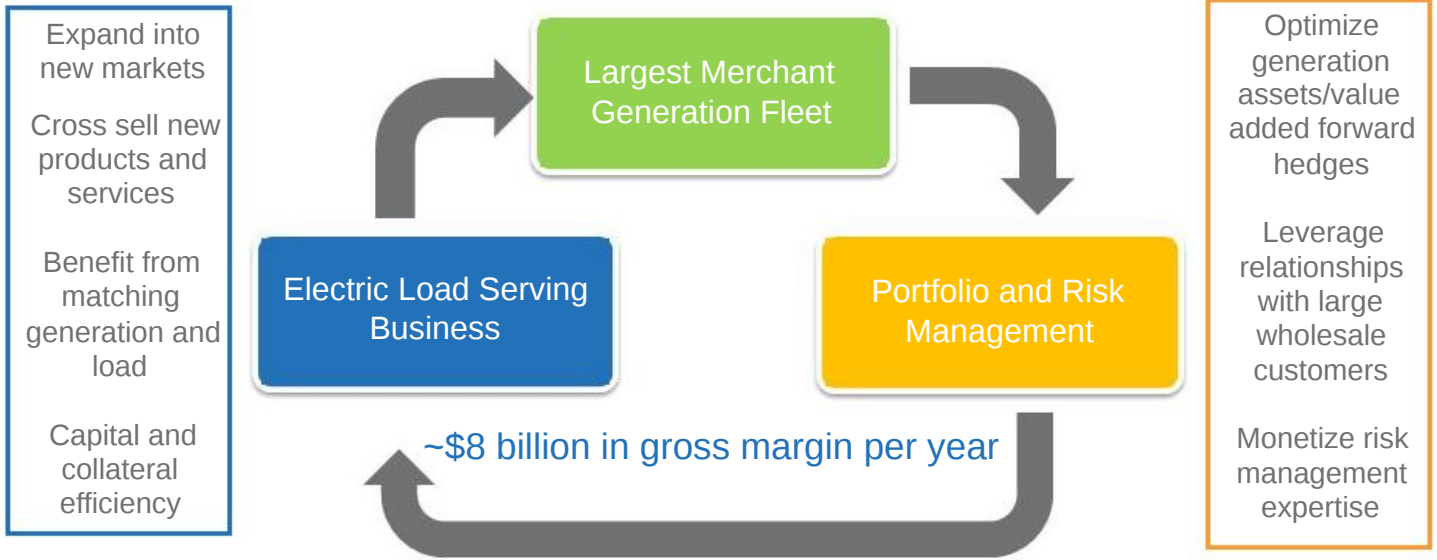 Expand into
new markets
Cross sell new
products and
services
Benefit from
matching
generation and
load
Capital and
collateral
efficiency
Largest Merchant
Generation Fleet
Electric Load Serving
Business
Portfolio and Risk
Management
~$8 billion in gross margin per year
Optimize
generation
assets/value
added forward
hedges
Leverage
relationships
with large
wholesale
customers
Monetize risk
management
expertise